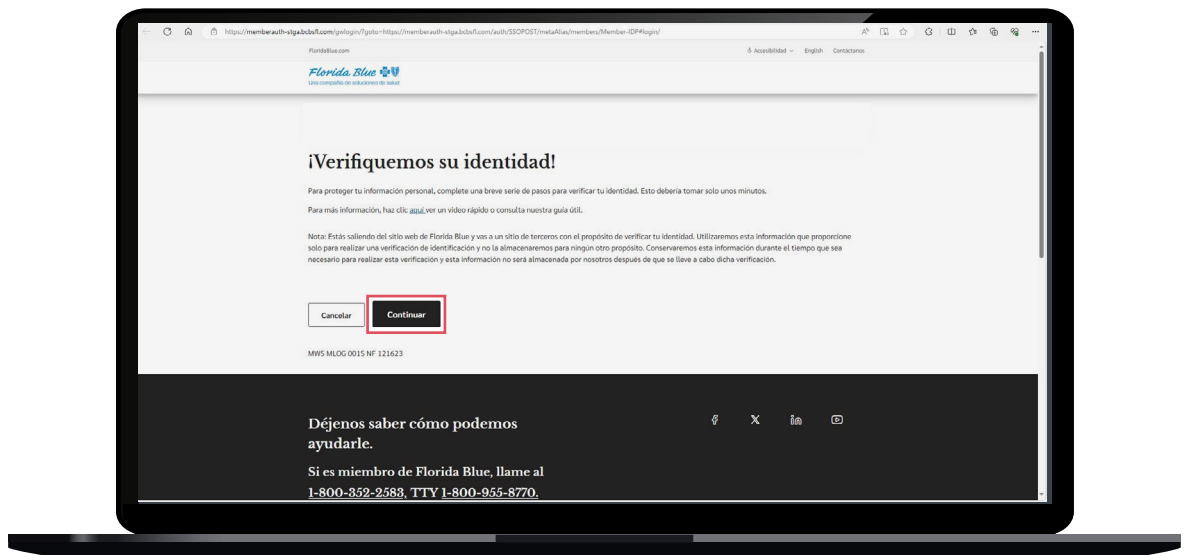 https://memberauth-stga.bcbsfl.com/gwlogin/?goto=https://memberauth-stga.bcbsfl.com/auth/SSOPOST/metaAlias/members/Member-IDP#login/
FloridaBlue.com
Accesibilidad English Contáctanos
Florida Blue
Una compañía de soluciones de salud
¡Verifiquemos su identidad!
Para proteger tu información personal, complete una breve serie de pasos para verificar tu identidad. Esto debería tomar solo unos minutos.
Para más información, haz clic aquí ver un video rápido o consulta nuestra guía útil.
Nota: Estás saliendo del sitio web de Florida Blue y vas a un sitio de terceros con el propósito de verificar tu identidad. Utilizaremos esta información que proporcione
solo para realizar una verificación de identificación y no la almacenaremos para ningún otro propósito. Conservaremos esta información durante el tiempo que sea
necesario para realizar esta verificación y esta información no será almacenada por nosotros después de que se lleve a cabo dicha verificación.
Cancelar Continuar
MWS MLOG 0015 NF 121623
Déjenos saber cómo podemos
ayudarle.
Si es miembro de Florida Blue, llame al
1-800-352-2583, TTY 1-800-955-8770.